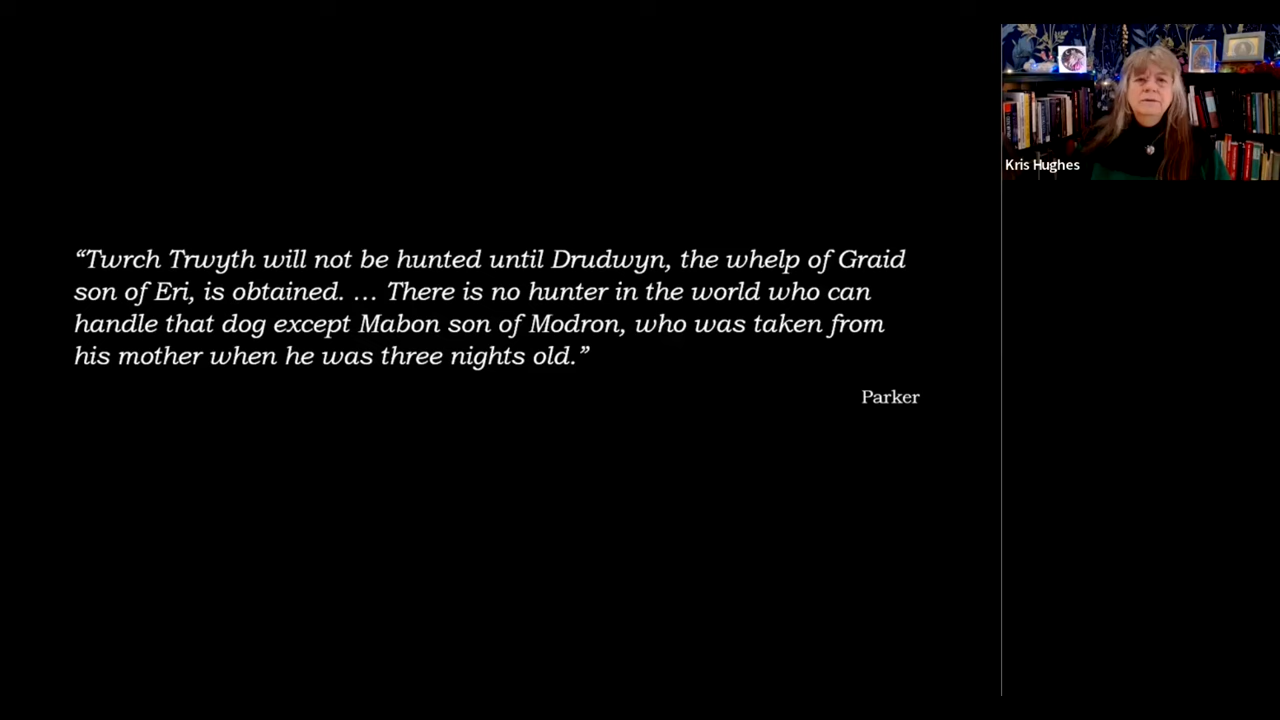 “Twrch Trwyth will not be hunted until Drudwyn, the whelp of Graid
son of Eri, is obtained. … There is no hunter in the world who can
handle that dog except Mabon son of Modron, who was taken from
his mother when he was three nights old.”
Parker
Kris Hughes